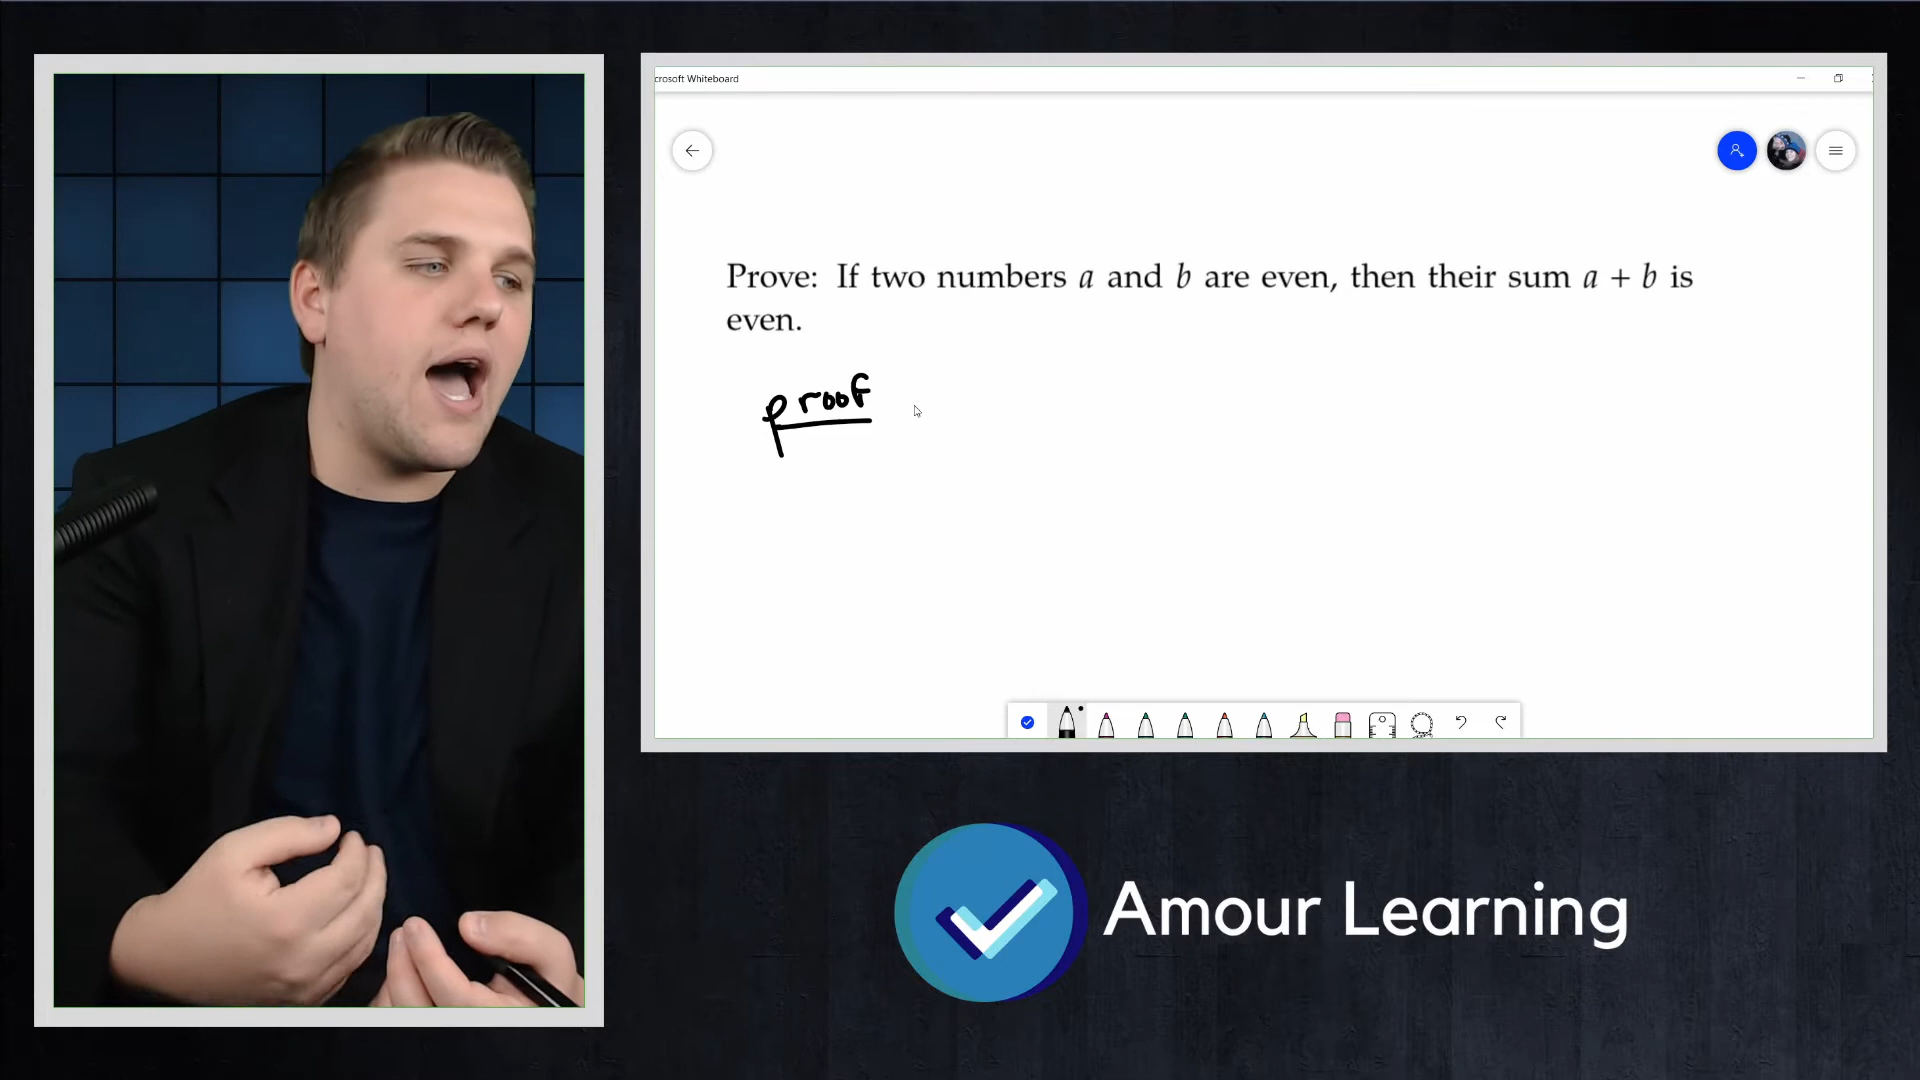 crosoft Whiteboard
Prove: If two numbers a and b are even, then their sum a + b is
even.
proof
Amour Learning